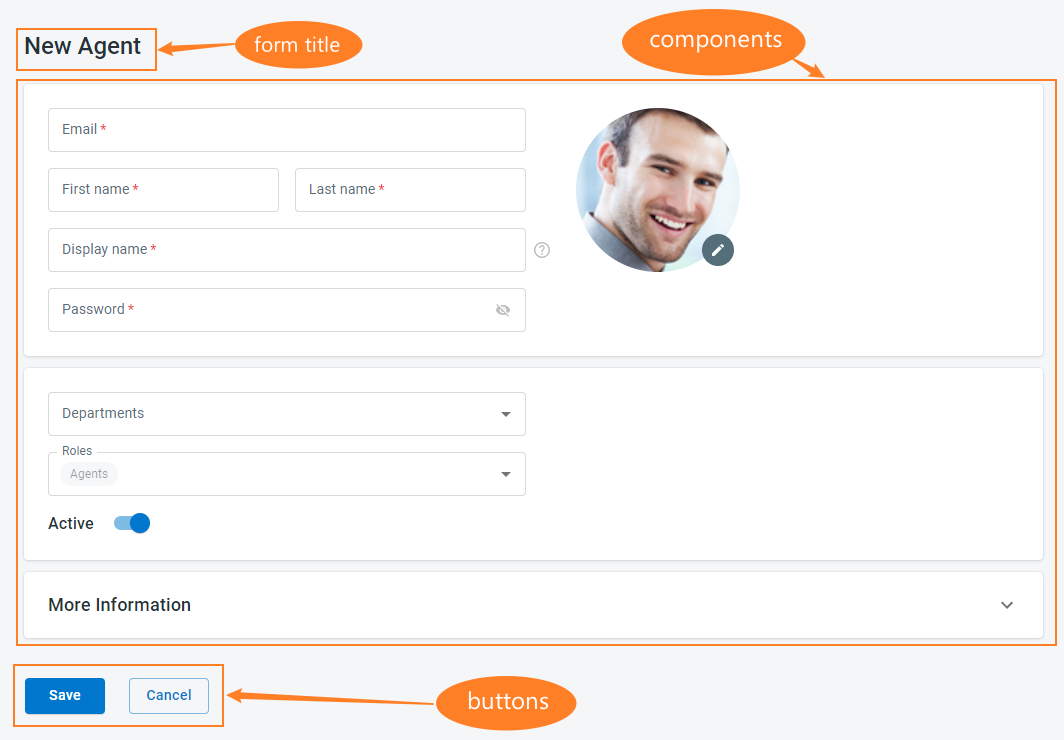 New Agent
form title
components
Email *
First name *
Last name *
Display name *
?
Password *
Departments
Roles
Agents
Active
More Information
Save
Cancel
buttons